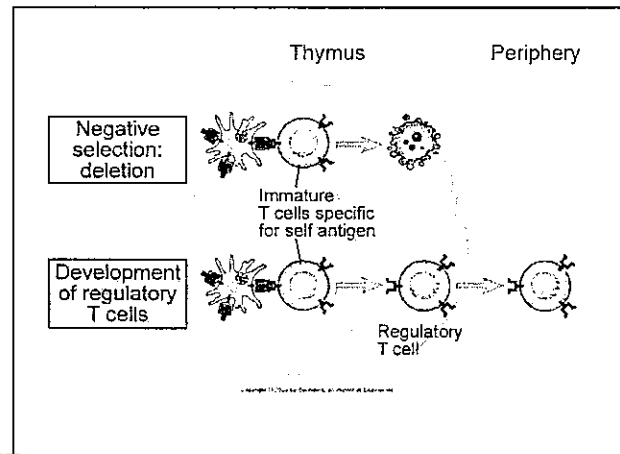 Thymus
Periphery
Negative
selection:
deletion
Immature
T cells specific
for self antigen
Development
of regulatory
T cells
Regulatory
T cell